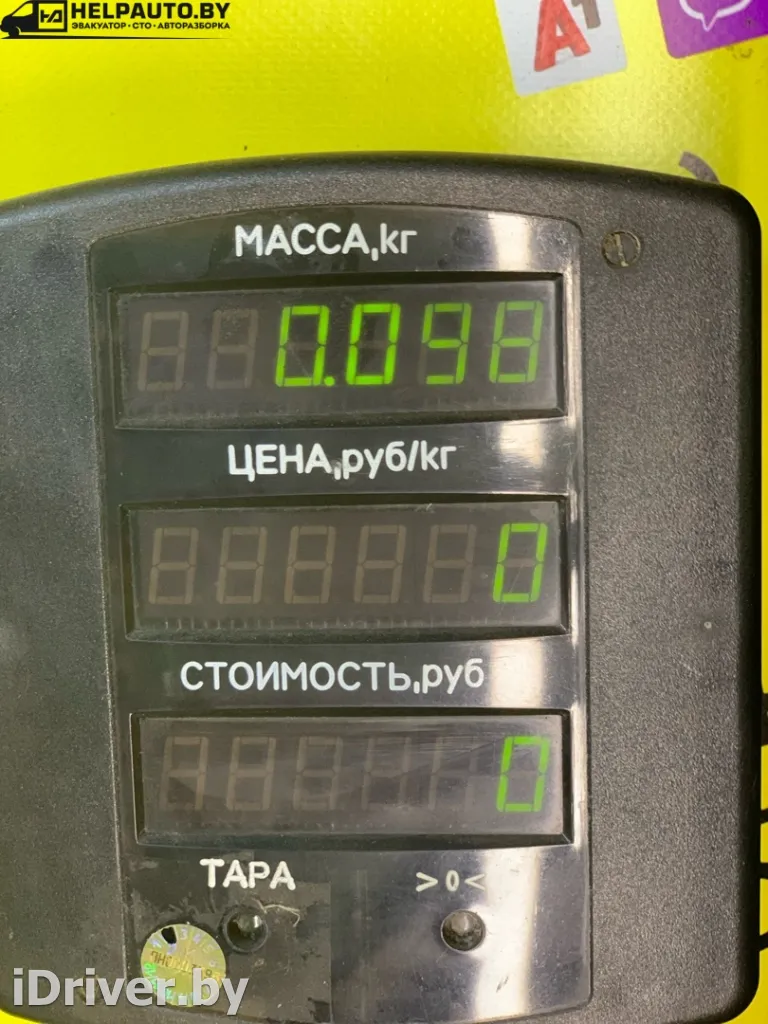 HELPAUTO.BY
ЭВАКУАТОР · СТО · АВТОРАЗБОРКА
A1
МАССА,кг
0.098
ЦЕНА,руб/кг
0
СТОИМОСТЬ,руб
0
ТАРА
>0<
iDriver.by